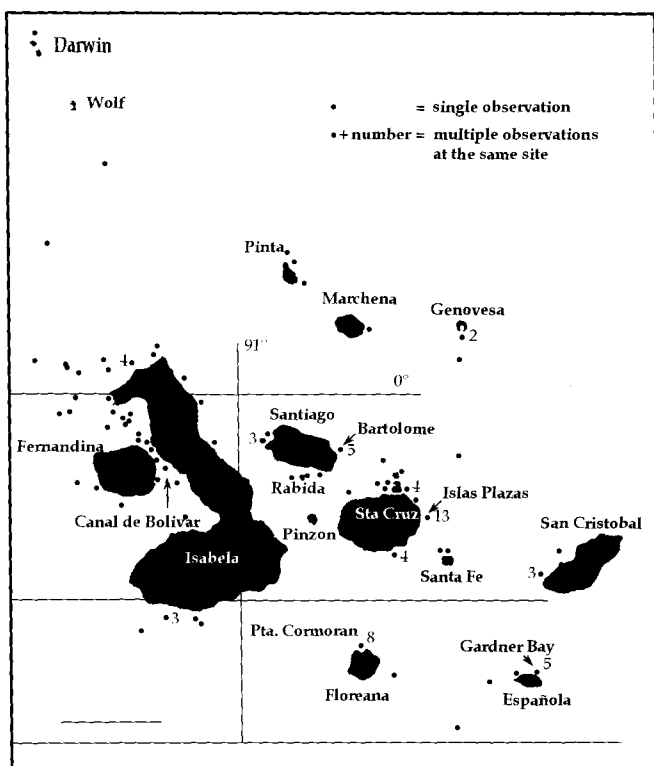 Darwin
Wolf
• = single observation
• + number = multiple observations
at the same site
Pinta
Marchena
Genovesa
2
4
91°
0°
Santiago
Bartolome
3
5
Fernandina
Rabida
4
Islas Plazas
Sta Cruz
13
Canal de Bolivar
Pinzon
San Cristobal
Isabela
4
Santa Fe
3
3
Pta. Cormoran
8
Gardner Bay
5
Floreana
Española